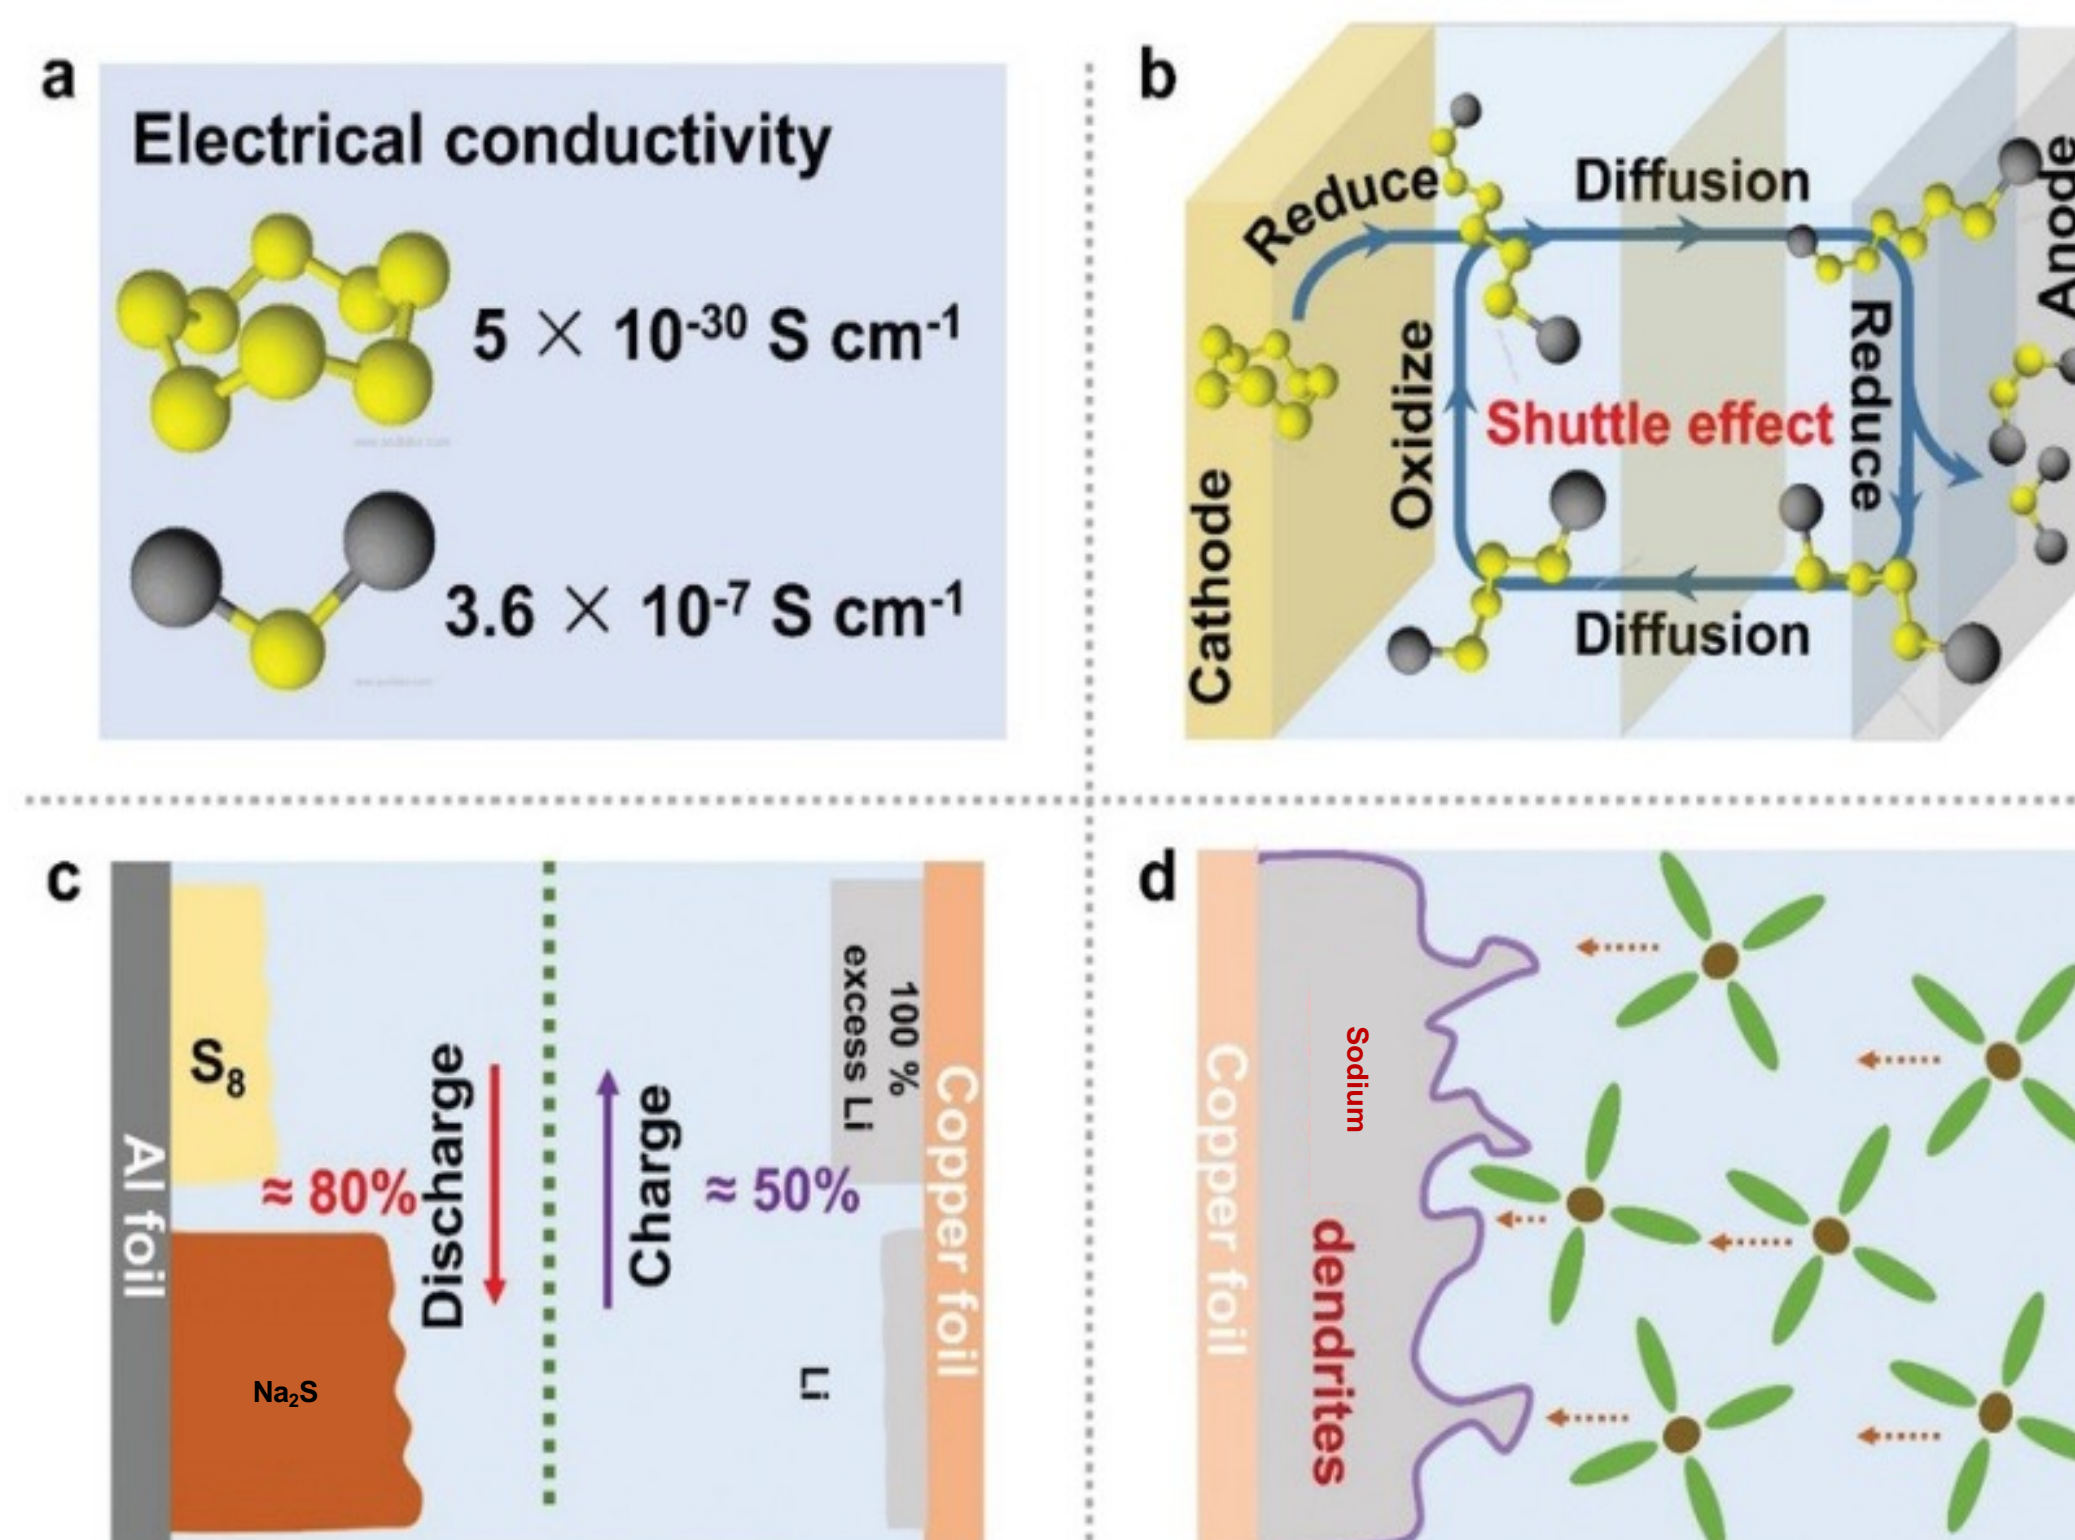 a
Electrical conductivity
5 × 10⁻³⁰ S cm⁻¹
3.6 × 10⁻⁷ S cm⁻¹
b
Reduce
Diffusion
Anode
Oxidize
Shuttle effect
Reduce
Cathode
Diffusion
c
Al foil
S₈
≈ 80%
Discharge
Charge
≈ 50%
100 %
excess Li
Copper foil
Na₂S
Li
d
Copper foil
Sodium
dendrites